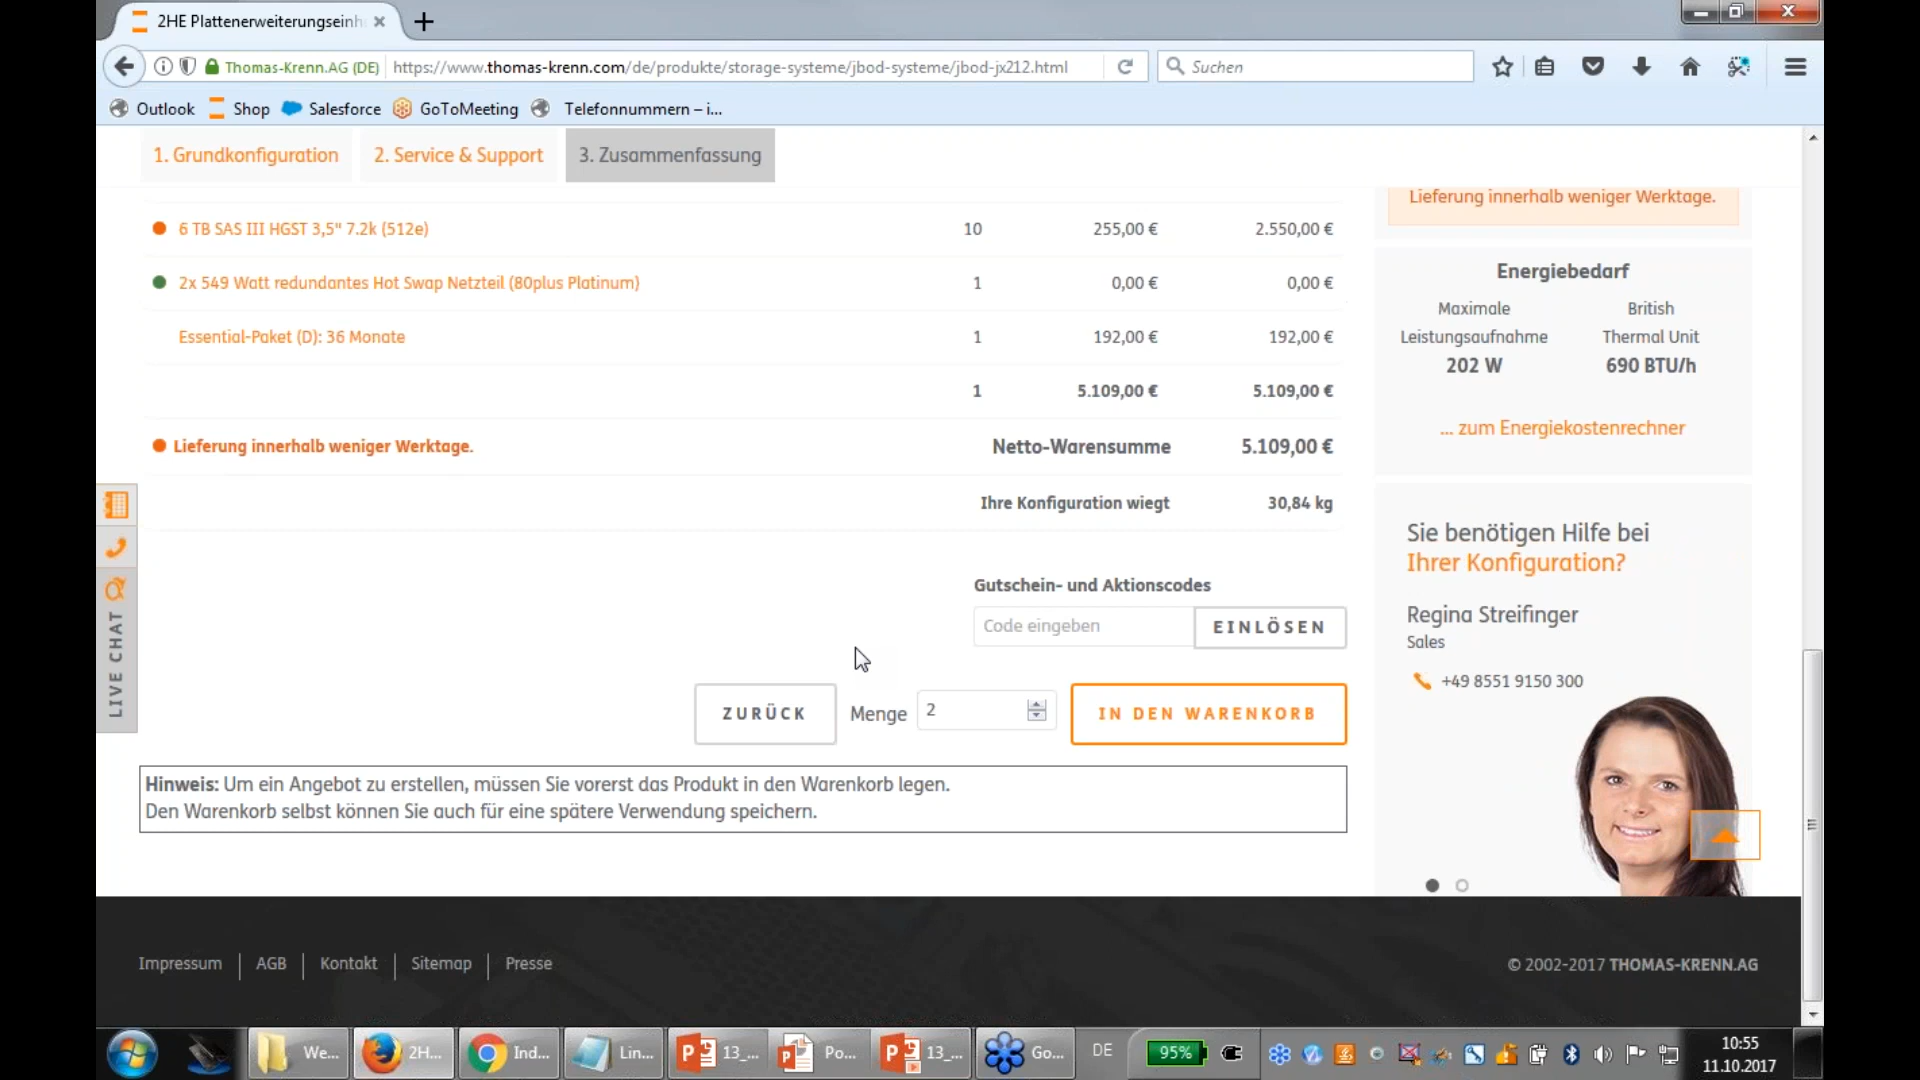 2HE Plattenerweiterungseinh
Thomas-Krenn.AG (DE) https://www.thomas-krenn.com/de/produkte/storage-systeme/jbod-systeme/jbod-jx212.html Suchen
Outlook Shop Salesforce GoToMeeting Telefonnummern – i...
1. Grundkonfiguration 2. Service & Support 3. Zusammenfassung
Lieferung innerhalb weniger Werktage.
6 TB SAS III HGST 3,5" 7.2k (512e) 10 255,00 € 2.550,00 €
2x 549 Watt redundantes Hot Swap Netzteil (80plus Platinum) 1 0,00 € 0,00 €
Essential-Paket (D): 36 Monate 1 192,00 € 192,00 €
1 5.109,00 € 5.109,00 €
Lieferung innerhalb weniger Werktage. Netto-Warensumme 5.109,00 €
Ihre Konfiguration wiegt 30,84 kg
Gutschein- und Aktionscodes
Code eingeben EINLÖSEN
ZURÜCK Menge 2 IN DEN WARENKORB
Hinweis: Um ein Angebot zu erstellen, müssen Sie vorerst das Produkt in den Warenkorb legen.
Den Warenkorb selbst können Sie auch für eine spätere Verwendung speichern.
Energiebedarf
Maximale
Leistungsaufnahme
202 W
British
Thermal Unit
690 BTU/h
... zum Energiekostenrechner
Sie benötigen Hilfe bei
Ihrer Konfiguration?
Regina Streifinger
Sales
+49 8551 9150 300
LIVE CHAT
Impressum AGB Kontakt Sitemap Presse © 2002-2017 THOMAS-KRENN.AG
We... 2H... Ind... Lin... 13_... Po... 13_... Go... DE 95% 10:55
11.10.2017